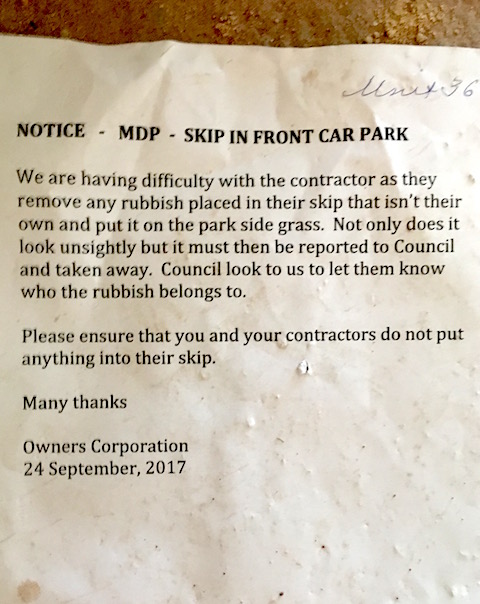 Unit 36
NOTICE - MDP - SKIP IN FRONT CAR PARK
We are having difficulty with the contractor as they
remove any rubbish placed in their skip that isn't their
own and put it on the park side grass. Not only does it
look unsightly but it must then be reported to Council
and taken away. Council look to us to let them know
who the rubbish belongs to.
Please ensure that you and your contractors do not put
anything into their skip.
Many thanks
Owners Corporation
24 September, 2017